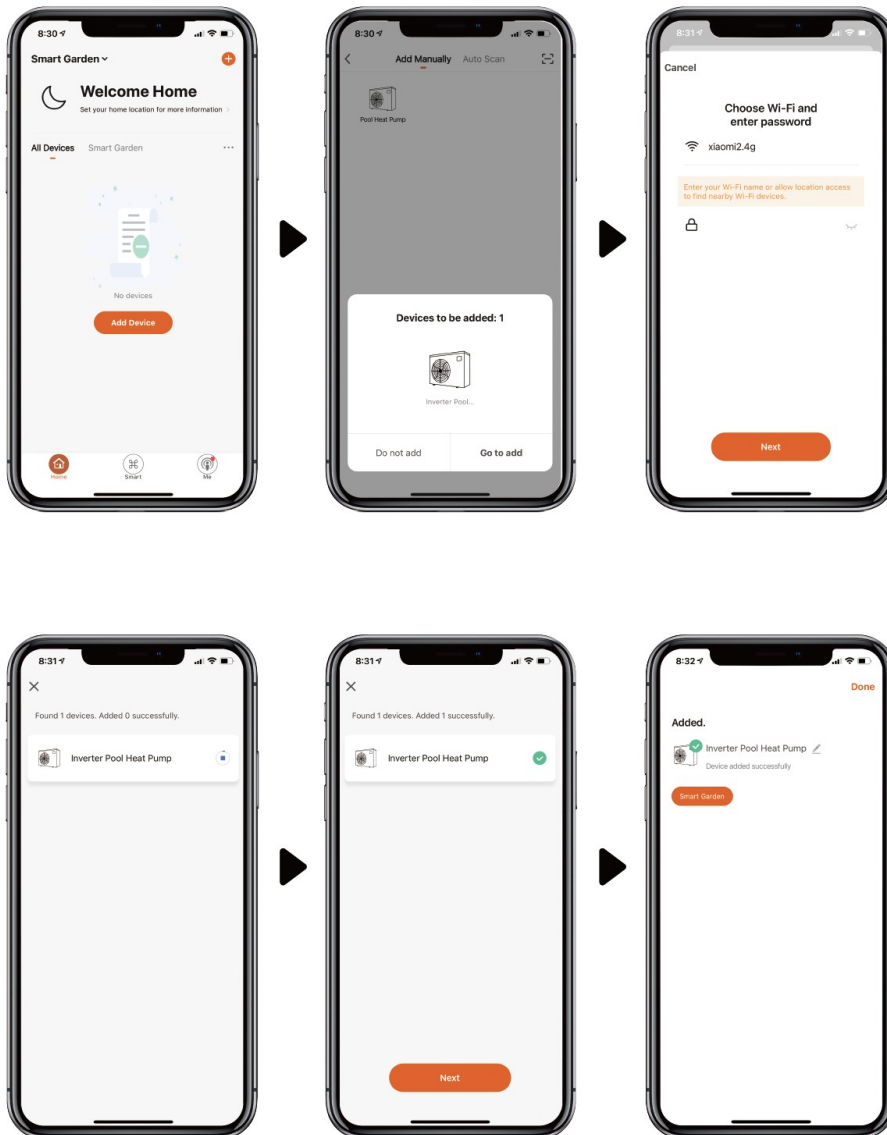 8:30
Smart Garden
Welcome Home
Set your home location for more information
All Devices
Smart Garden
No devices
Add Device
Home
Smart
Me
8:30
Add Manually
Auto Scan
Pool Heat Pump
Devices to be added: 1
Inverter Pool...
Do not add
Go to add
8:31
Cancel
Choose Wi-Fi and
enter password
xiaomi2.4g
Enter your Wi-Fi name or allow location access
to find nearby Wi-Fi devices.
Next
8:31
Found 1 devices. Added 0 successfully.
Inverter Pool Heat Pump
8:31
Found 1 devices. Added 1 successfully.
Inverter Pool Heat Pump
Next
8:32
Done
Added.
Inverter Pool Heat Pump
Device added successfully
Smart Garden